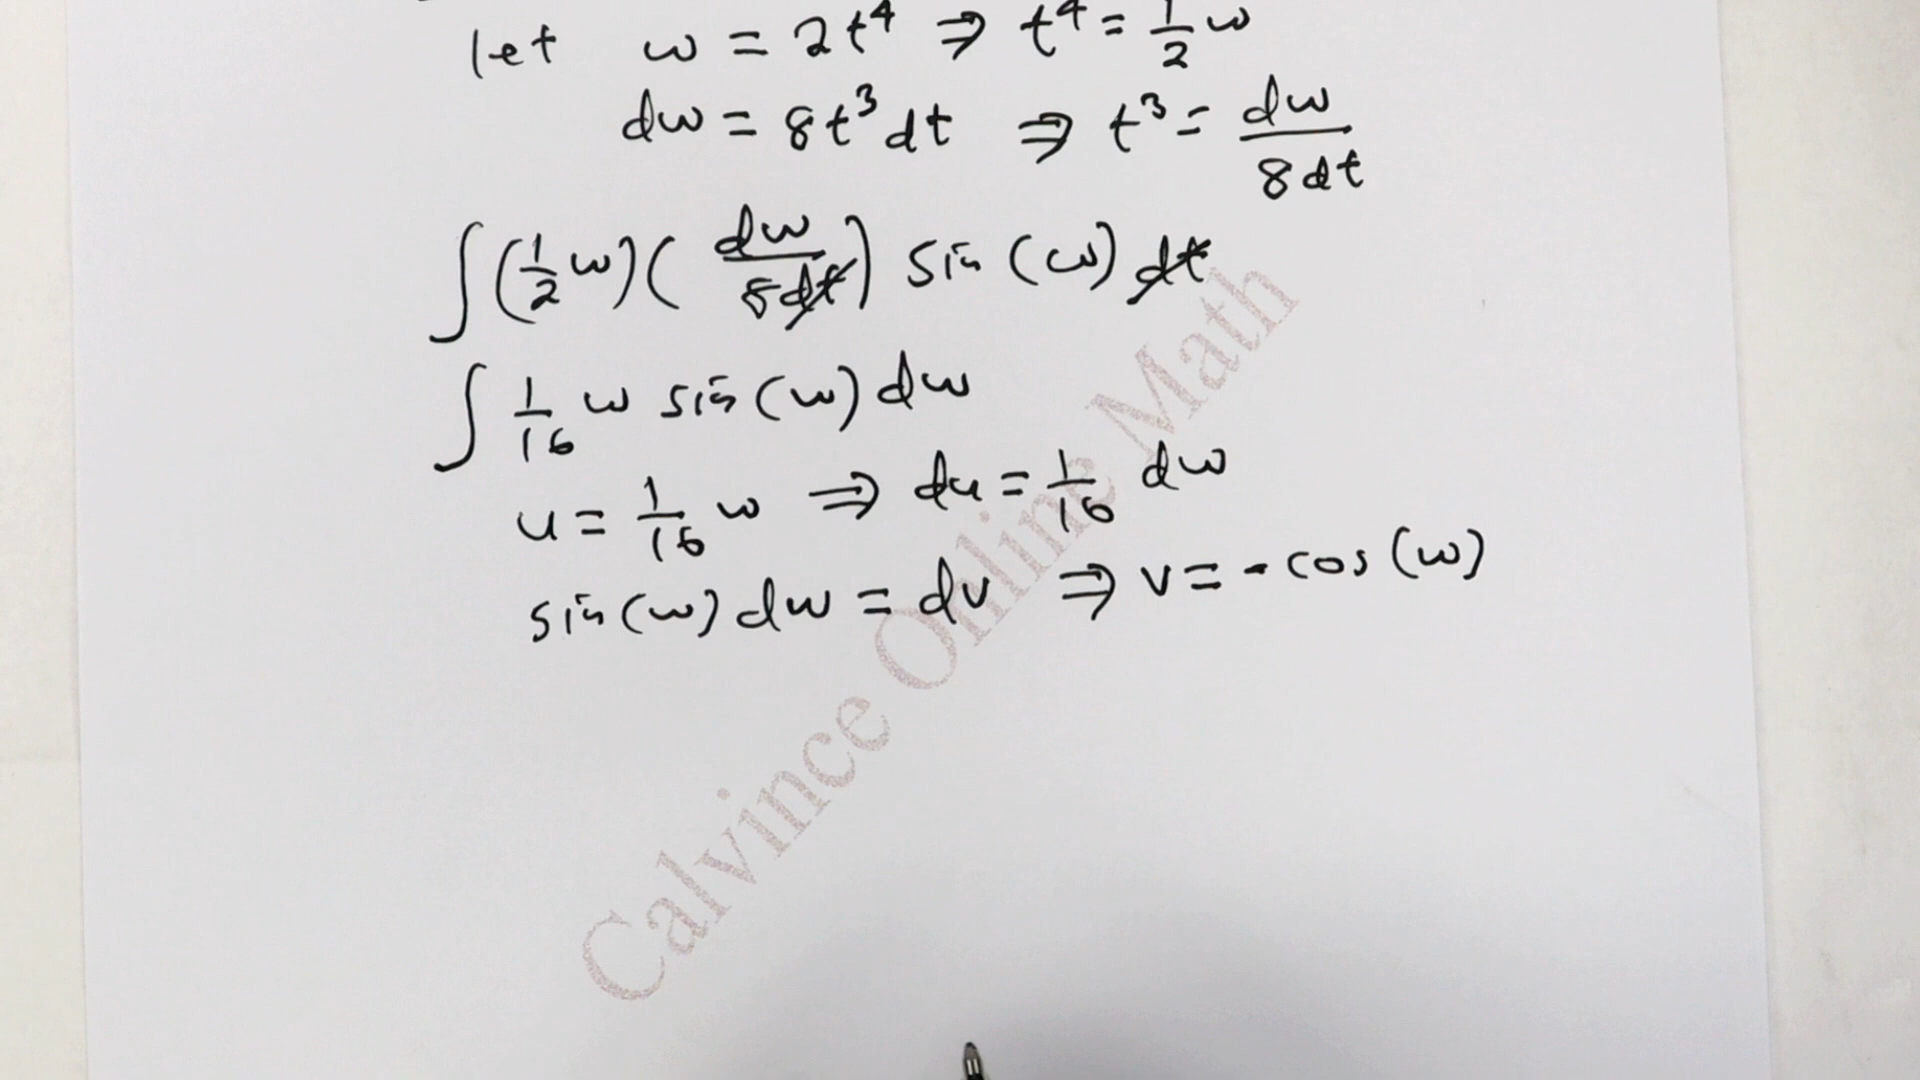 let w = 2t⁴ ⇒ t⁴ = 1/2 w
dw = 8t³dt ⇒ t³ = dw/8dt
∫(1/2 w)(dw/8dt) sin(w) dt
∫ 1/16 w sin(w) dw
u = 1/16 w ⇒ du = 1/16 dw
sin(w) dw = dv ⇒ v = -cos(w)
Calvince Online Math